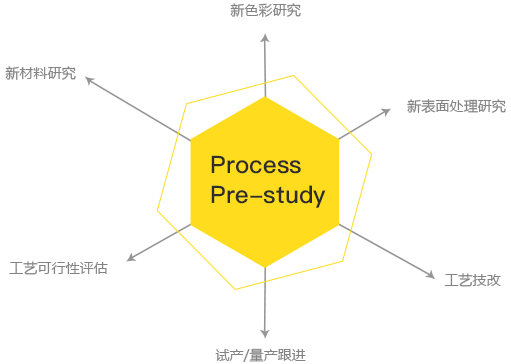 新色彩研究
新材料研究
新表面处理研究
Process
Pre-study
工艺可行性评估
工艺技改
试产/量产跟进